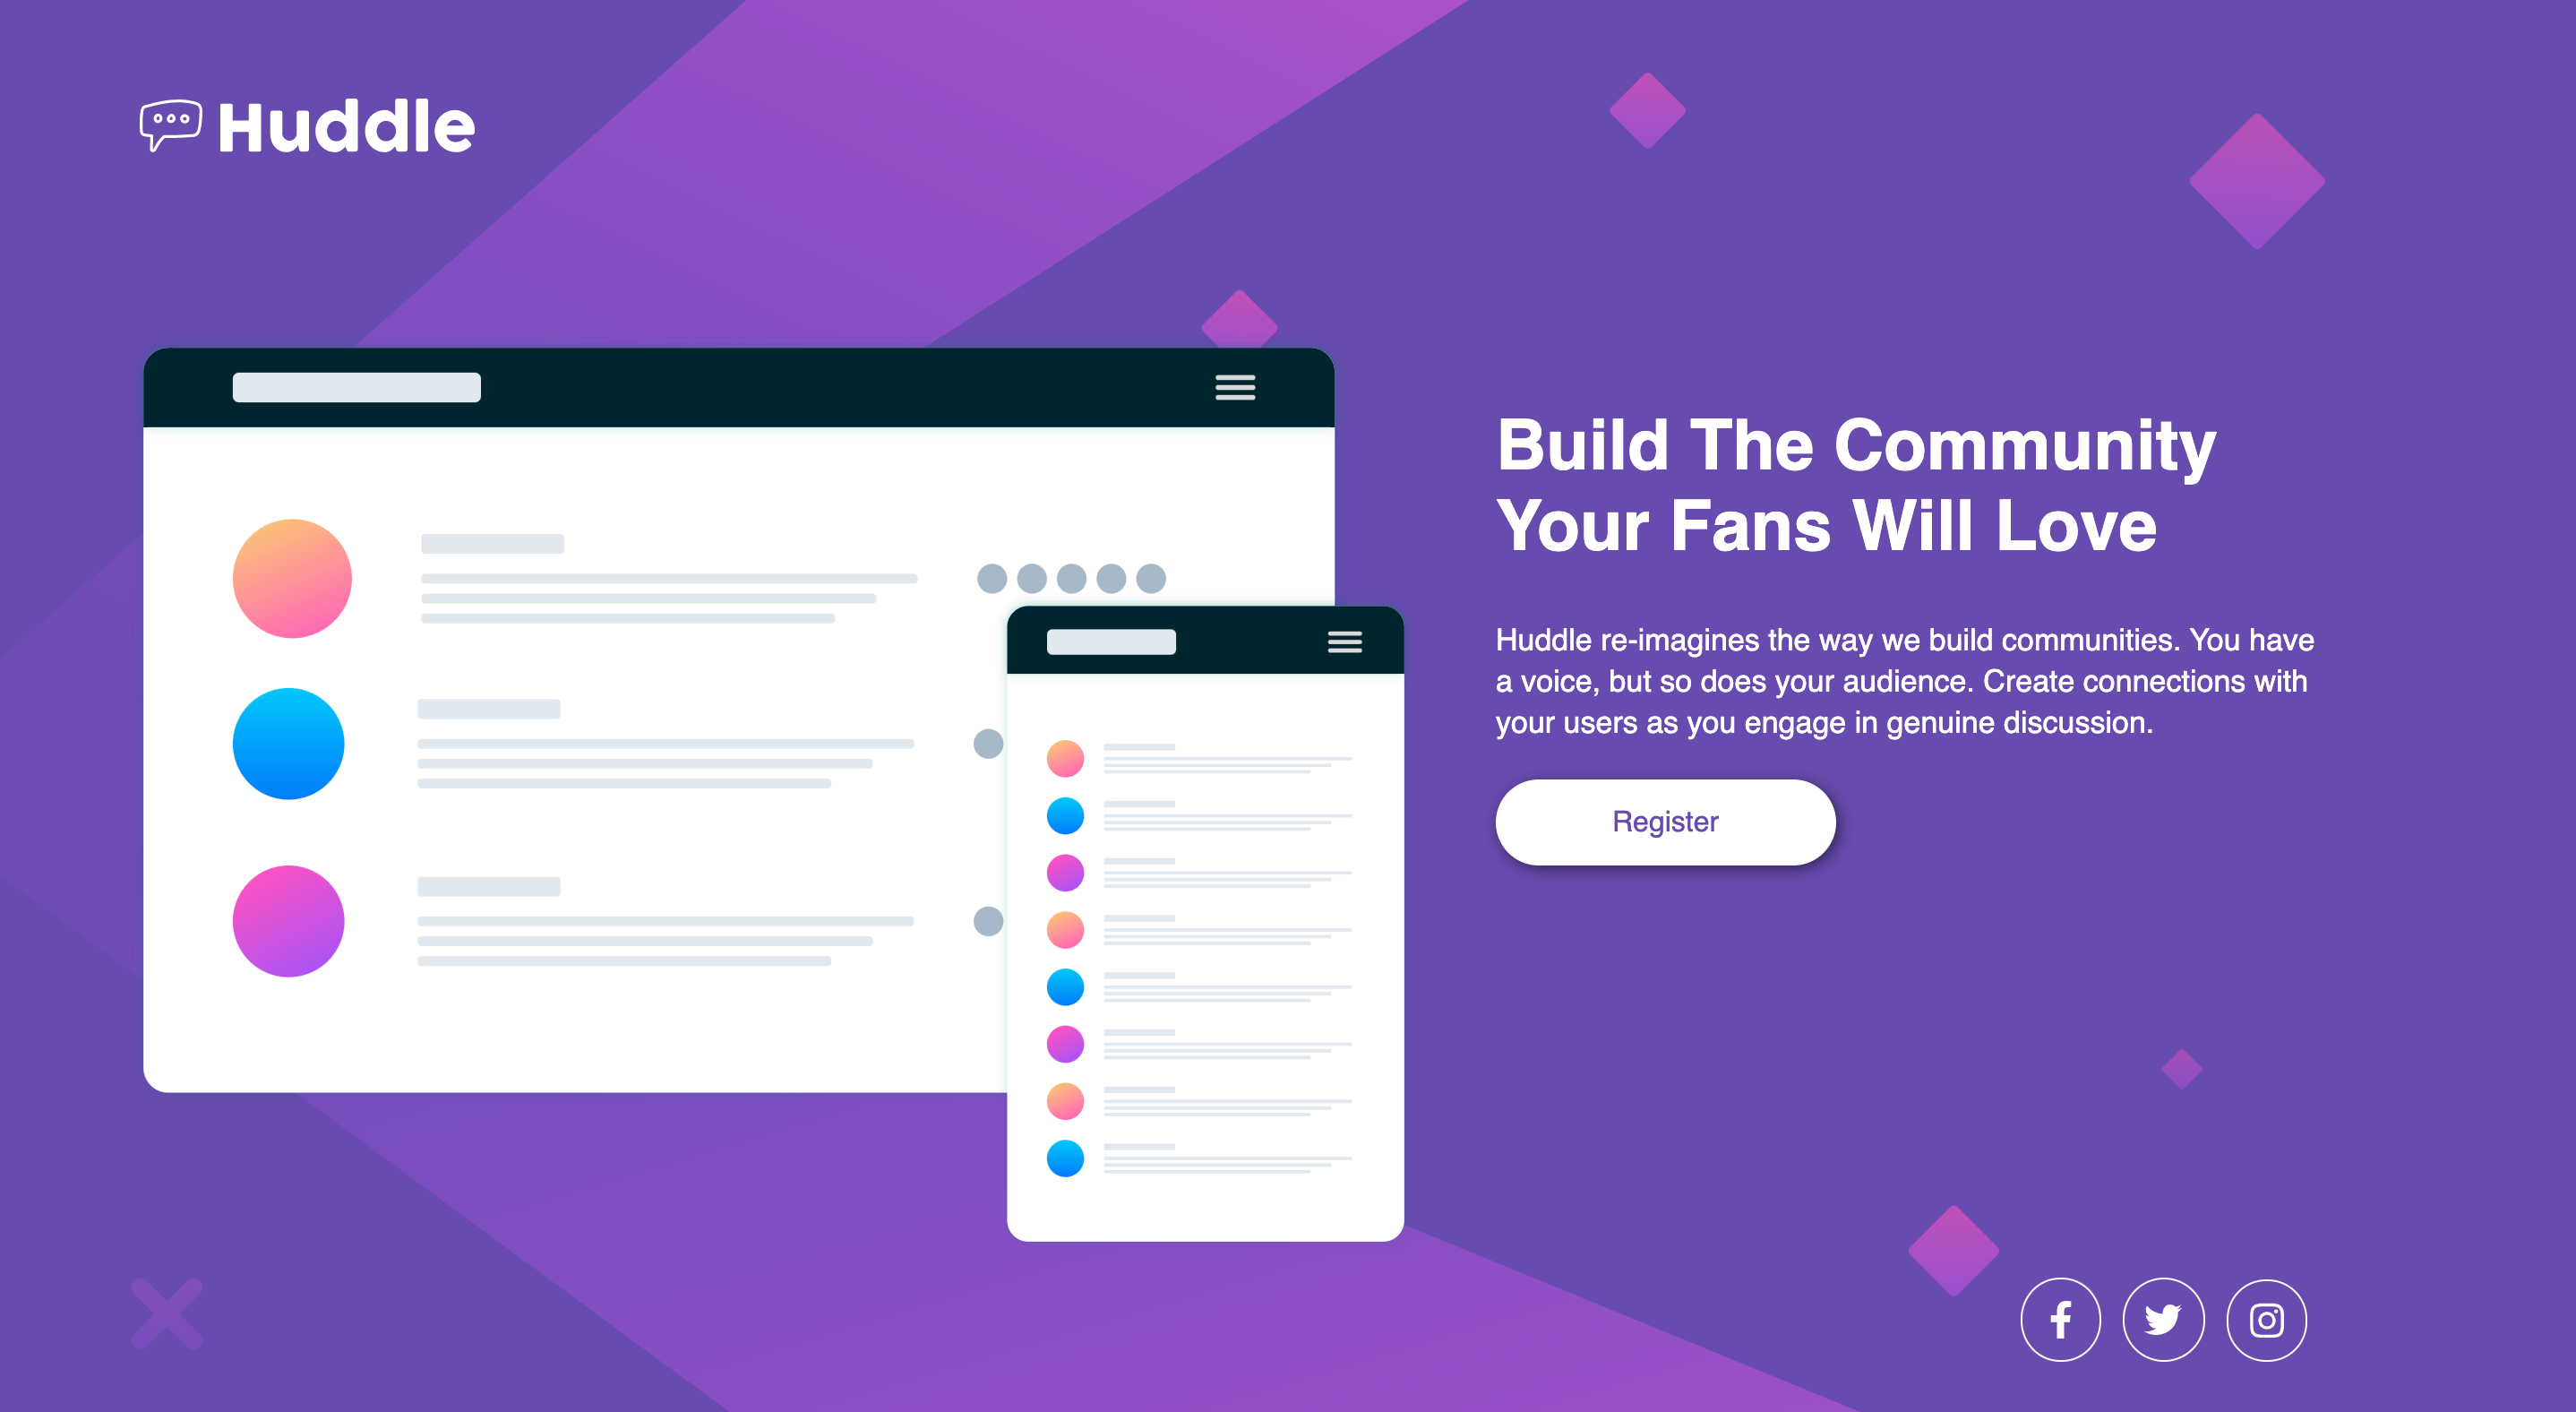 Huddle
Build The Community
Your Fans Will Love
Huddle re-imagines the way we build communities. You have
a voice, but so does your audience. Create connections with
your users as you engage in genuine discussion.
Register